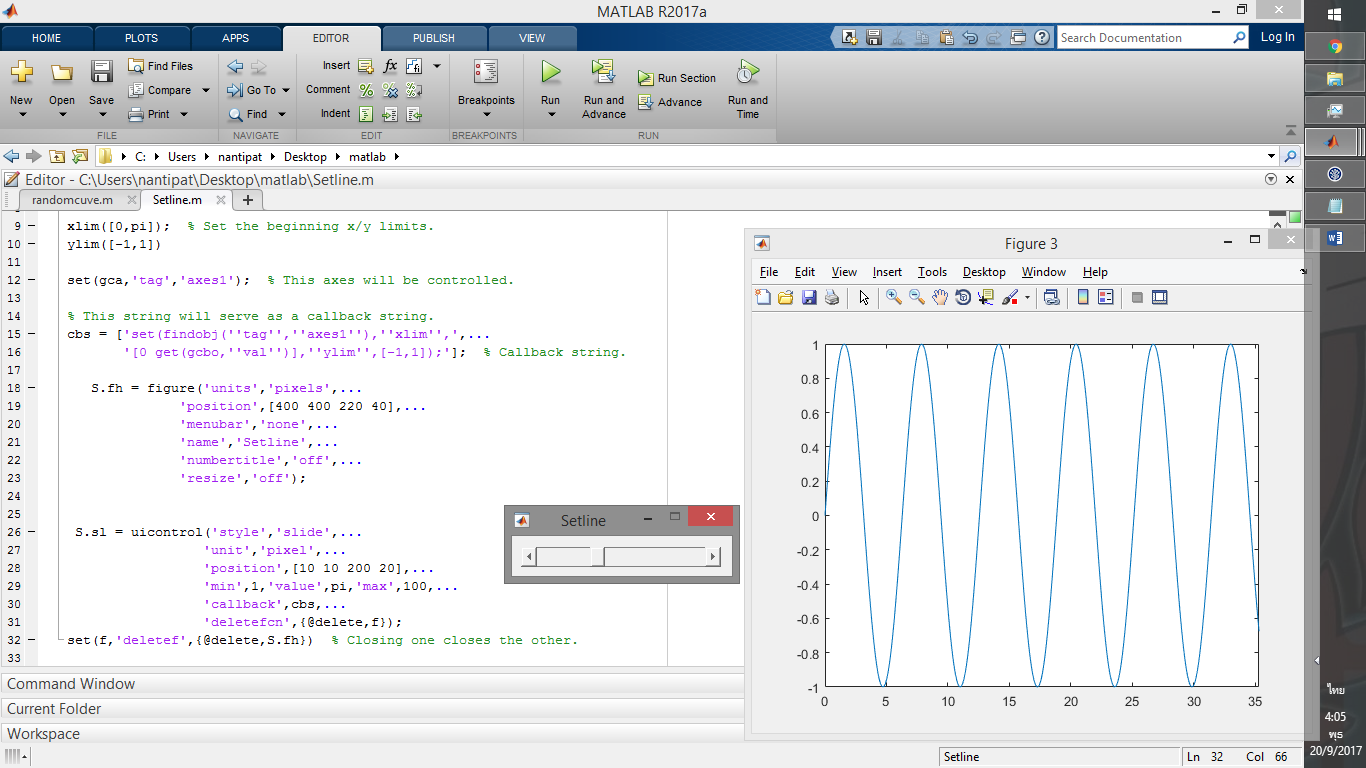 MATLAB R2017a
HOME PLOTS APPS EDITOR PUBLISH VIEW
Search Documentation Log In
New Open Save Find Files Compare Print
Go To Find
Insert fx
Comment
Indent
Breakpoints
Run Run and Advance Run Section Advance Run and Time
FILE NAVIGATE EDIT BREAKPOINTS RUN
C: Users nantipat Desktop matlab
Editor - C:\Users\nantipat\Desktop\matlab\Setline.m
randomcuve.m Setline.m
9 xlim([0,pi]); % Set the beginning x/y limits.
10 ylim([-1,1])
11
12 set(gca,'tag','axes1'); % This axes will be controlled.
13
14 % This string will serve as a callback string.
15 cbs = ['set(findobj(''tag'',''axes1''),''xlim'',',...
16 '[0 get(gcbo,''val'')],''ylim'',[-1,1]);']; % Callback string.
17
18 S.fh = figure('units','pixels',...
19 'position',[400 400 220 40],...
20 'menubar','none',...
21 'name','Setline',...
22 'numbertitle','off',...
23 'resize','off');
24
25
26 S.sl = uicontrol('style','slide',...
27 'unit','pixel',...
28 'position',[10 10 200 20],...
29 'min',1,'value',pi,'max',100,...
30 'callback',cbs,...
31 'deletefcn',{@delete,f});
32 set(f,'deletef',{@delete,S.fh}) % Closing one closes the other.
33
Setline
Figure 3
File Edit View Insert Tools Desktop Window Help
1
0.8
0.6
0.4
0.2
0
-0.2
-0.4
-0.6
-0.8
-1
0 5 10 15 20 25 30 35
Command Window
Current Folder
Workspace
Setline Ln 32 Col 66
ไทย
4:05
พุธ
20/9/2017